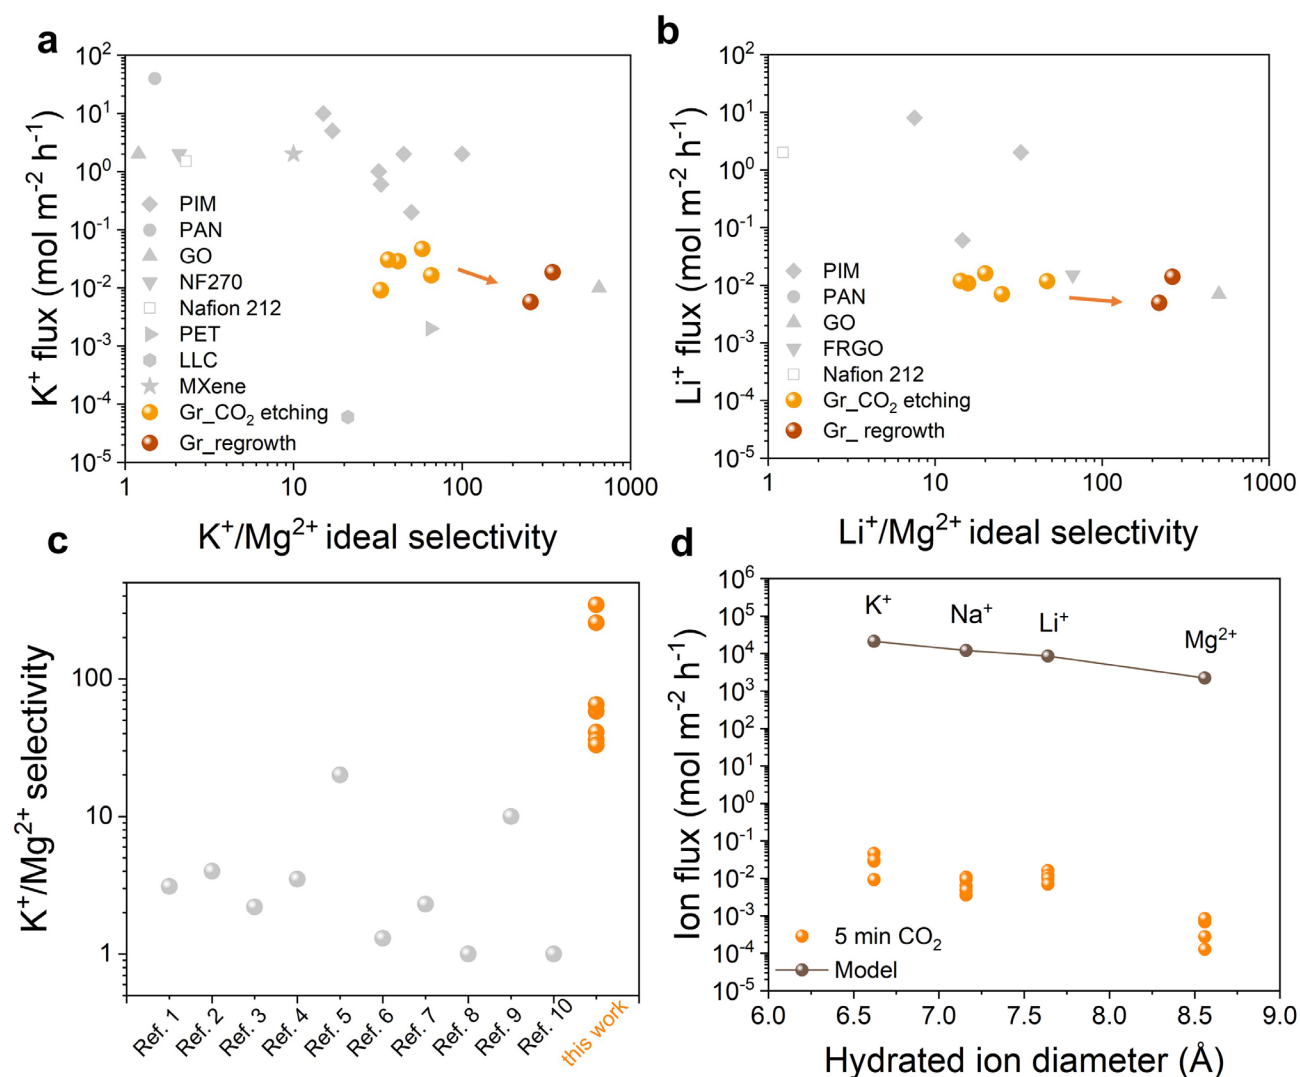 a
10²
10¹
10⁰
10⁻¹
10⁻²
10⁻³
10⁻⁴
10⁻⁵
K⁺ flux (mol m⁻² h⁻¹)
PIM
PAN
GO
NF270
Nafion 212
PET
LLC
MXene
Gr_CO₂ etching
Gr_regrowth
1
10
100
1000
K⁺/Mg²⁺ ideal selectivity
b
10²
10¹
10⁰
10⁻¹
10⁻²
10⁻³
10⁻⁴
10⁻⁵
Li⁺ flux (mol m⁻² h⁻¹)
PIM
PAN
GO
FRGO
Nafion 212
Gr_CO₂ etching
Gr_ regrowth
1
10
100
1000
Li⁺/Mg²⁺ ideal selectivity
c
100
10
1
K⁺/Mg²⁺ selectivity
Ref. 1
Ref. 2
Ref. 3
Ref. 4
Ref. 5
Ref. 6
Ref. 7
Ref. 8
Ref. 9
Ref. 10
this work
d
10⁶
10⁵
10⁴
10³
10²
10¹
10⁰
10⁻¹
10⁻²
10⁻³
10⁻⁴
10⁻⁵
Ion flux (mol m⁻² h⁻¹)
K⁺
Na⁺
Li⁺
Mg²⁺
5 min CO₂
Model
6.0
6.5
7.0
7.5
8.0
8.5
9.0
Hydrated ion diameter (Å)